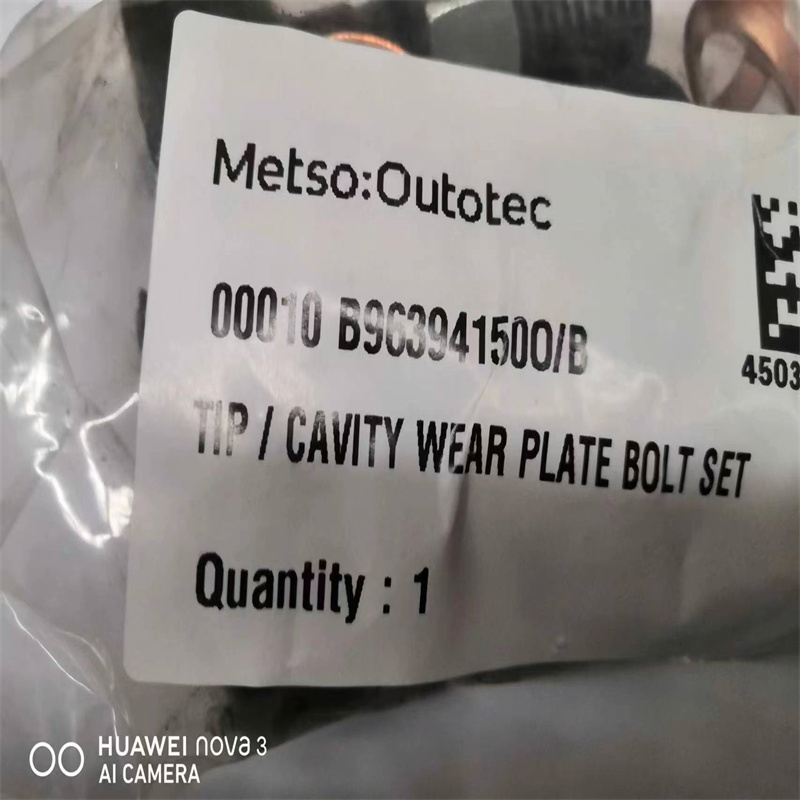 Metso:Outotec
00010 B963941500/B
4503
TIP / CAVITY WEAR PLATE BOLT SET
Quantity : 1
HUAWEI nova 3
AI CAMERA